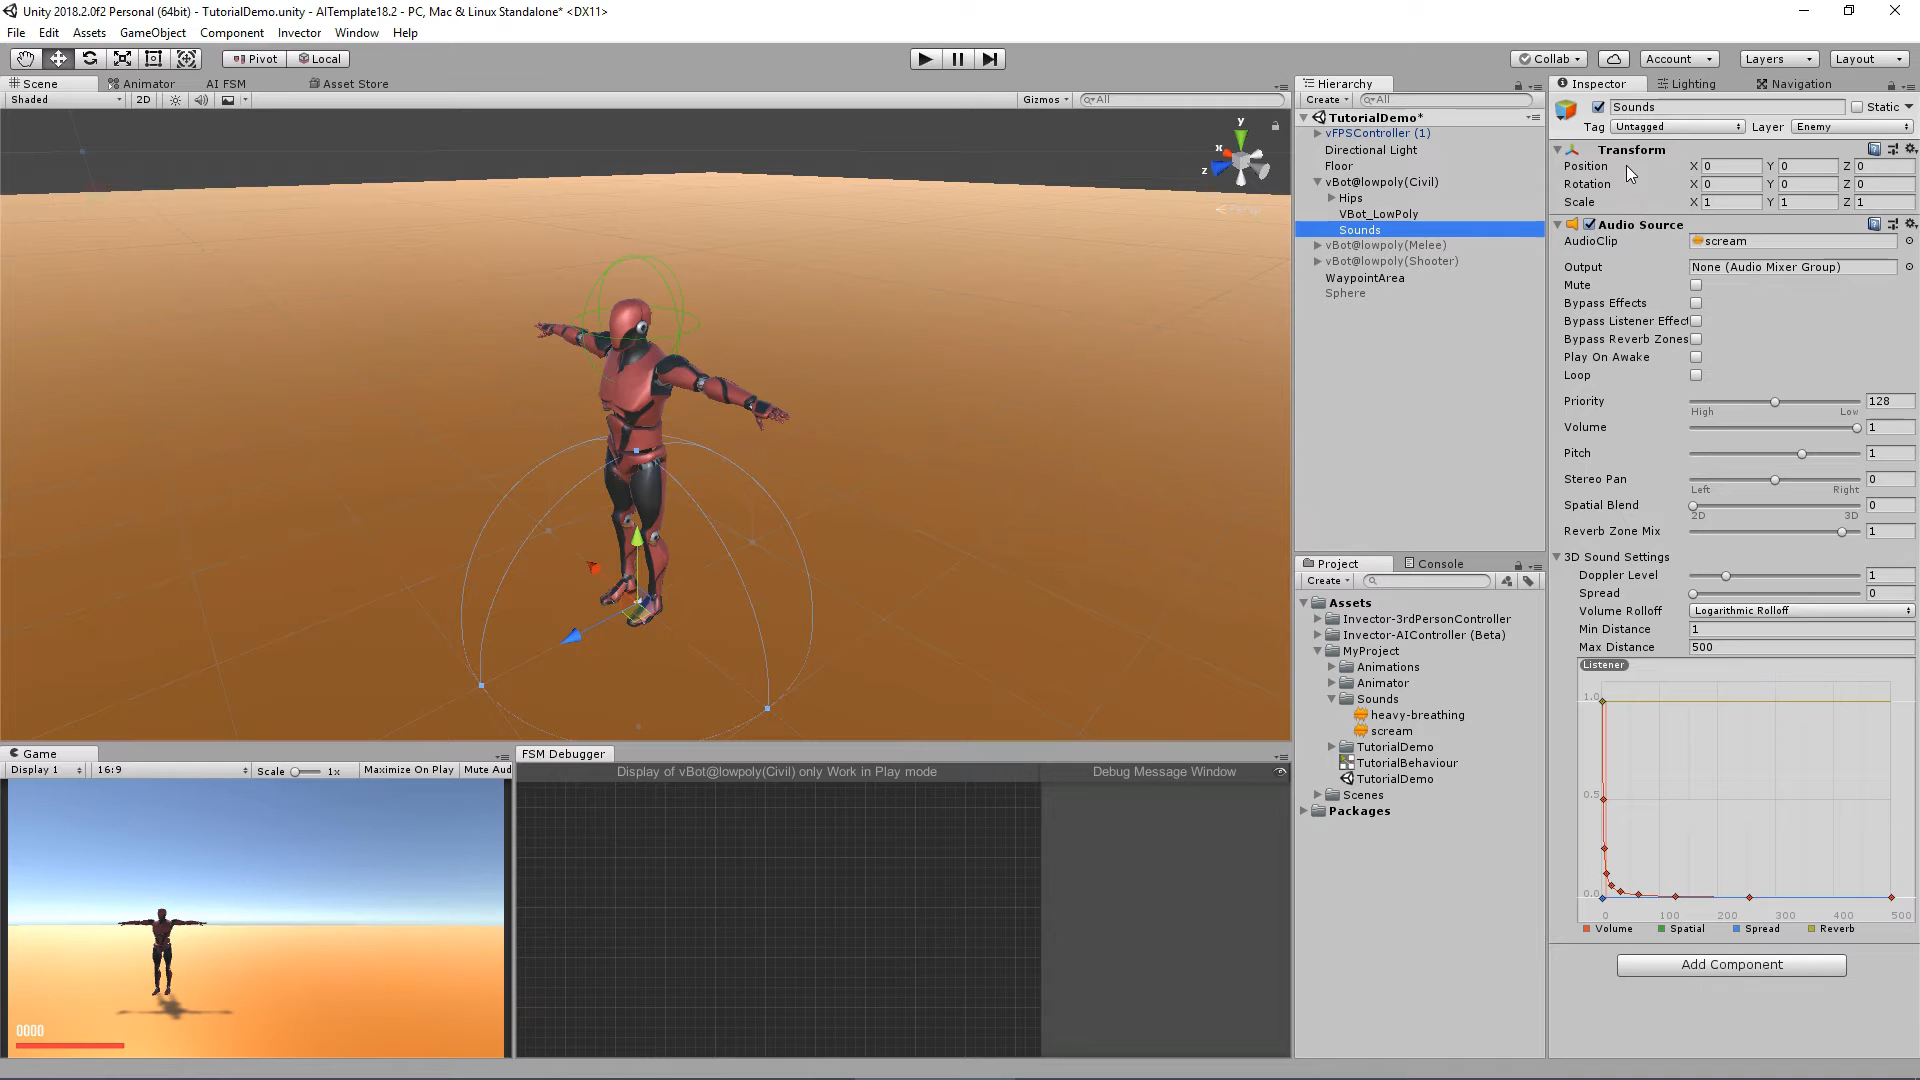 Unity 2018.2.0f2 Personal (64bit) - TutorialDemo.unity - AITemplate18.2 - PC, Mac & Linux Standalone* <DX11>
File Edit Assets GameObject Component Invector Window Help
Pivot Local
Collab Account Layers Layout
Scene Animator AI FSM Asset Store
Shaded 2D Gizmos All
y
x
z
Persp
Hierarchy
Create All
TutorialDemo*
vFPSController (1)
Directional Light
Floor
vBot@lowpoly(Civil)
Hips
VBot_LowPoly
Sounds
vBot@lowpoly(Melee)
vBot@lowpoly(Shooter)
WaypointArea
Sphere
Project Console
Create
Assets
Invector-3rdPersonController
Invector-AIController (Beta)
MyProject
Animations
Animator
Sounds
heavy-breathing
scream
TutorialDemo
TutorialBehaviour
TutorialDemo
Scenes
Packages
Inspector Lighting Navigation
Sounds Static
Tag Untagged Layer Enemy
Transform
Position X 0 Y 0 Z 0
Rotation X 0 Y 0 Z 0
Scale X 1 Y 1 Z 1
Audio Source
AudioClip scream
Output None (Audio Mixer Group)
Mute
Bypass Effects
Bypass Listener Effect
Bypass Reverb Zones
Play On Awake
Loop
Priority 128
High Low
Volume 1
Pitch 1
Stereo Pan 0
Left Right
Spatial Blend 0
2D 3D
Reverb Zone Mix 1
3D Sound Settings
Doppler Level 1
Spread 0
Volume Rolloff Logarithmic Rolloff
Min Distance 1
Max Distance 500
Listener
1.0
0.5
0.0
0 100 200 300 400 500
Volume Spatial Spread Reverb
Add Component
Game
Display 1 16:9 Scale 1x Maximize On Play Mute Aud
0000
FSM Debugger
Display of vBot@lowpoly(Civil) only Work in Play mode
Debug Message Window